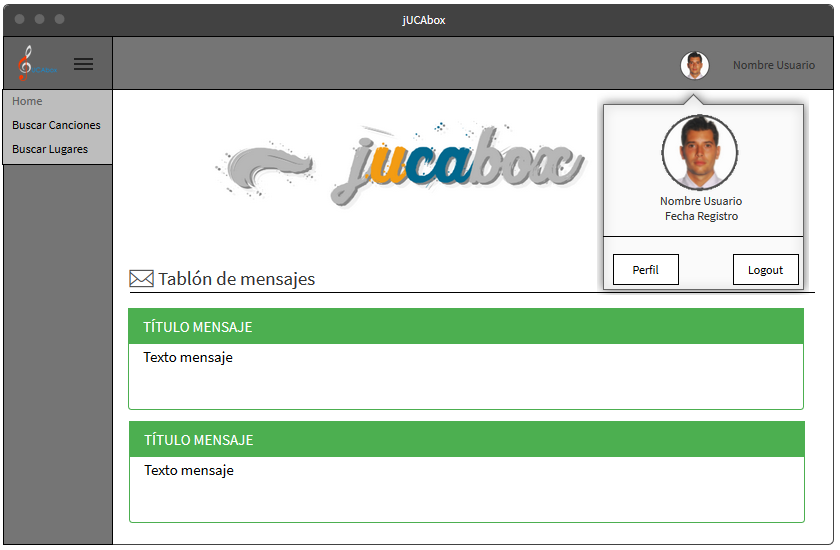 jUCAbox
Nombre Usuario
Home
Buscar Canciones
Buscar Lugares
jucabox
Nombre Usuario
Fecha Registro
Perfil
Logout
Tablón de mensajes
TÍTULO MENSAJE
Texto mensaje
TÍTULO MENSAJE
Texto mensaje